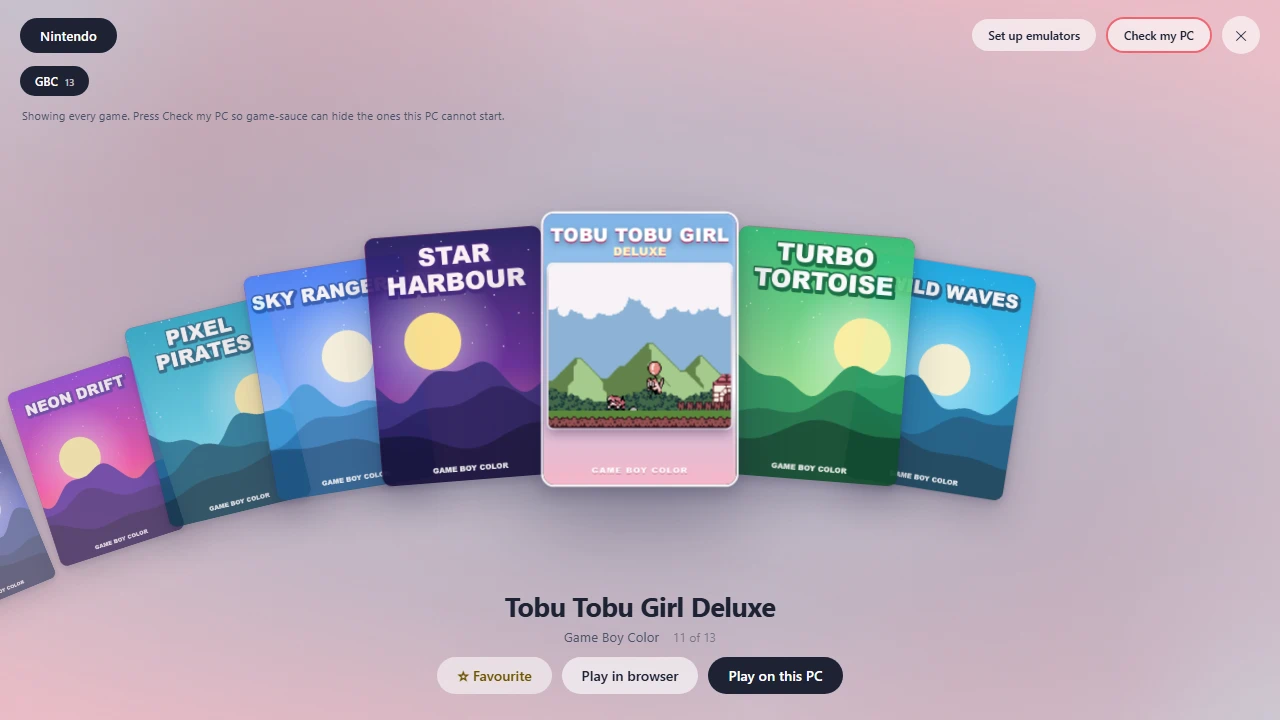 Nintendo
Set up emulators
Check my PC
GBC 13
Showing every game. Press Check my PC so game-sauce can hide the ones this PC cannot start.
NEON DRIFT
GAME BOY COLOR
PIXEL
PIRATES
GAME BOY COLOR
SKY RANGE
GAME BOY COLO
STAR
HARBOUR
GAME BOY COLOR
TOBU TOBU GIRL
DELUXE
GAME BOY COLOR
TURBO
TORTOISE
GAME BOY COLOR
WAVES
GAME BOY COLOR
Tobu Tobu Girl Deluxe
Game Boy Color 11 of 13
☆ Favourite
Play in browser
Play on this PC